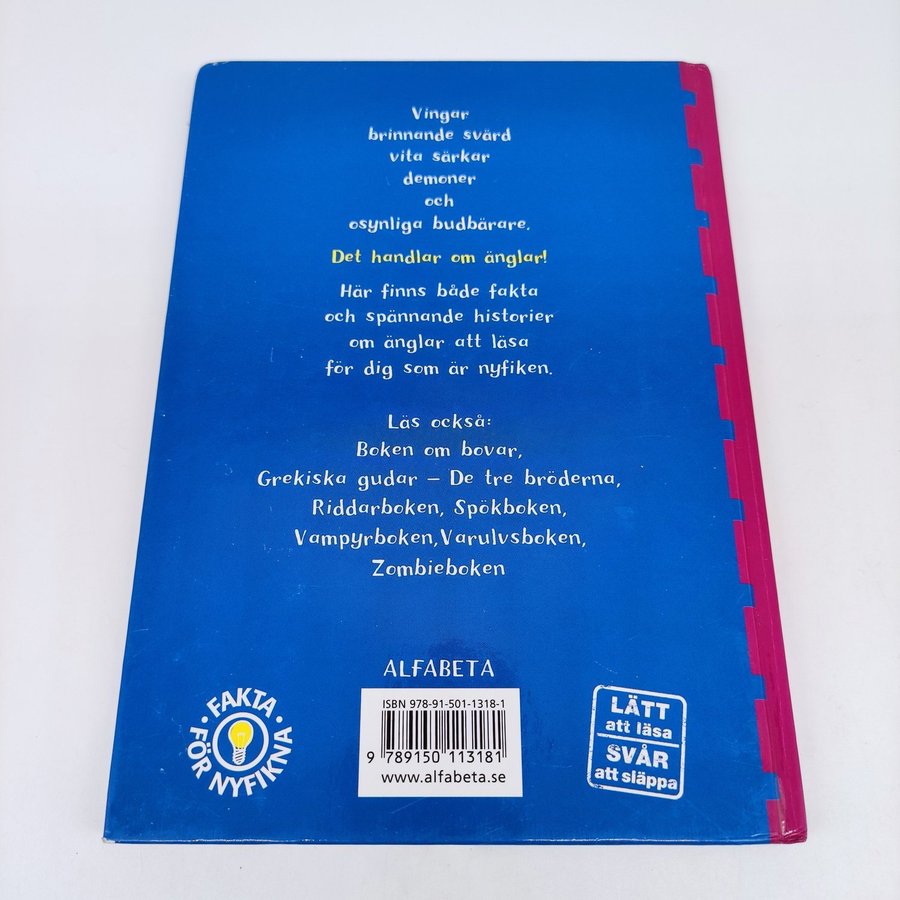 Vingar
brinnande svärd
vita särkar
demoner
och
osynliga budbärare.
Det handlar om änglar!
Här finns både fakta
och spännande historier
om änglar att läsa
för dig som är nyfiken.
Läs också:
Boken om bovar,
Grekiska gudar – De tre bröderna,
Riddarboken, Spökboken,
Vampyrboken, Varulvsboken,
Zombieboken
ALFABETA
ISBN 978-91-501-1318-1
9 789150 113181
www.alfabeta.se
FAKTA
FÖR NYFIKNA
LÄTT
att läsa
SVÅR
att släppa